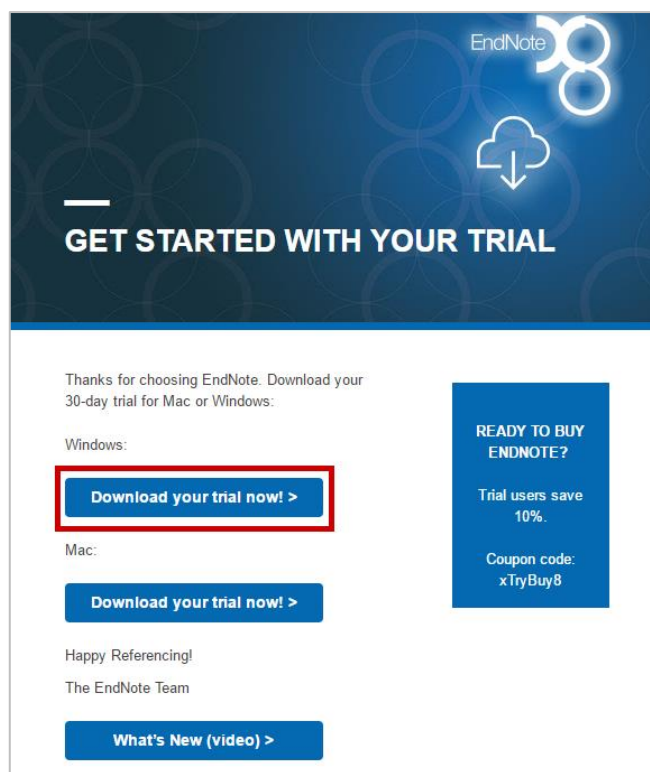 EndNote X8
GET STARTED WITH YOUR TRIAL
Thanks for choosing EndNote. Download your
30-day trial for Mac or Windows:
Windows:
Download your trial now! >
Mac:
Download your trial now! >
Happy Referencing!
The EndNote Team
What's New (video) >
READY TO BUY
ENDNOTE?
Trial users save
10%.
Coupon code:
xTryBuy8